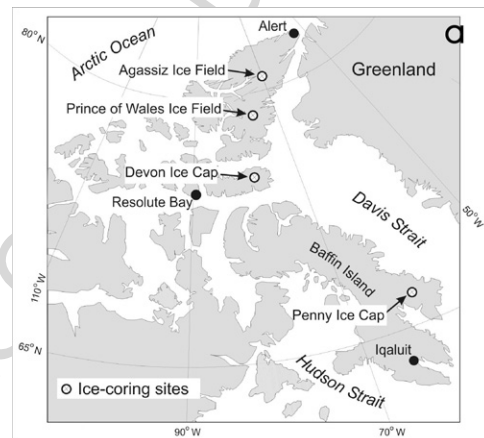 a
Alert
80°N
Arctic Ocean
Agassiz Ice Field
Greenland
Prince of Wales Ice Field
Devon Ice Cap
Resolute Bay
50°W
Davis Strait
Baffin Island
110°W
Penny Ice Cap
65°N
Iqaluit
Hudson Strait
Ice-coring sites
90°W
70°W